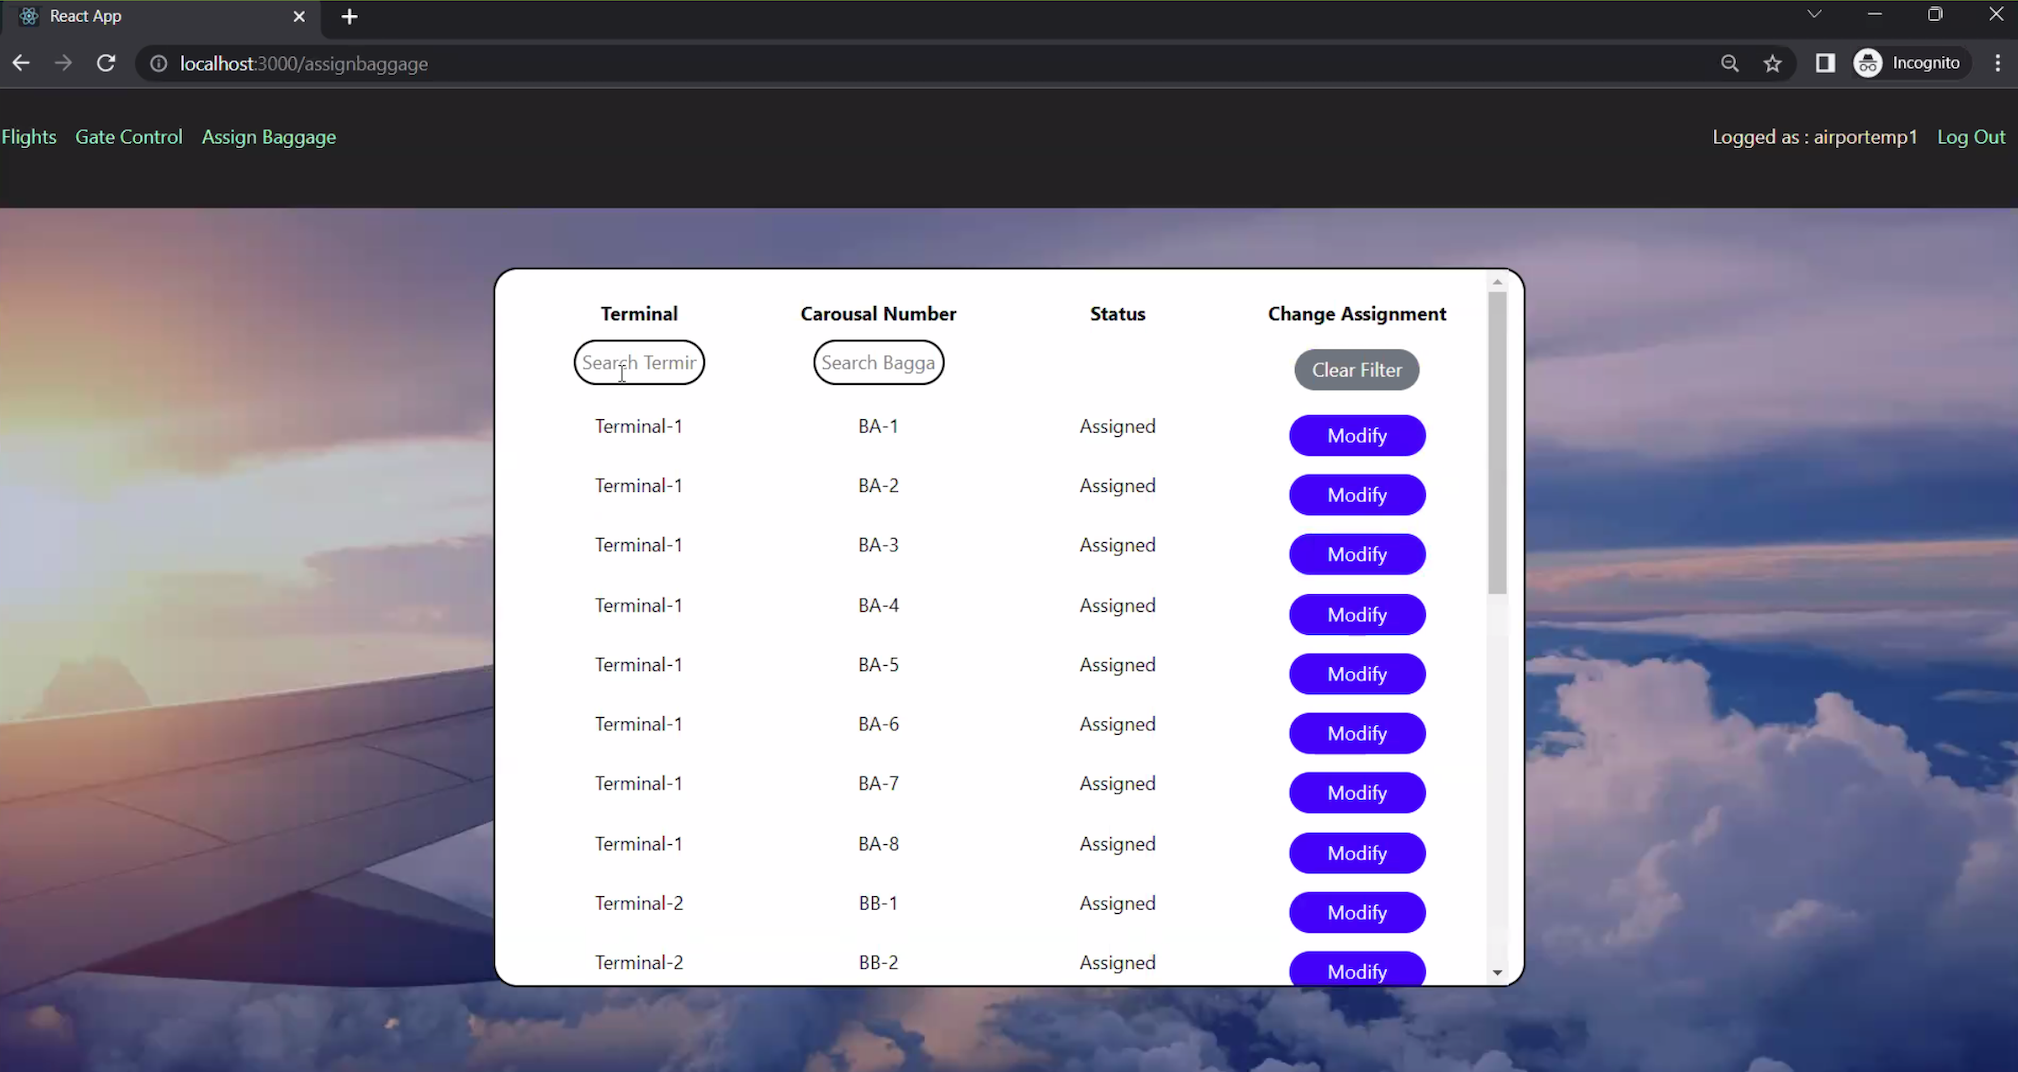 React App
localhost:3000/assignbaggage
Incognito
Flights Gate Control Assign Baggage
Logged as : airportemp1 Log Out
Terminal Carousal Number Status Change Assignment
Search Termir Search Bagga Clear Filter
Terminal-1 BA-1 Assigned Modify
Terminal-1 BA-2 Assigned Modify
Terminal-1 BA-3 Assigned Modify
Terminal-1 BA-4 Assigned Modify
Terminal-1 BA-5 Assigned Modify
Terminal-1 BA-6 Assigned Modify
Terminal-1 BA-7 Assigned Modify
Terminal-1 BA-8 Assigned Modify
Terminal-2 BB-1 Assigned Modify
Terminal-2 BB-2 Assigned Modify